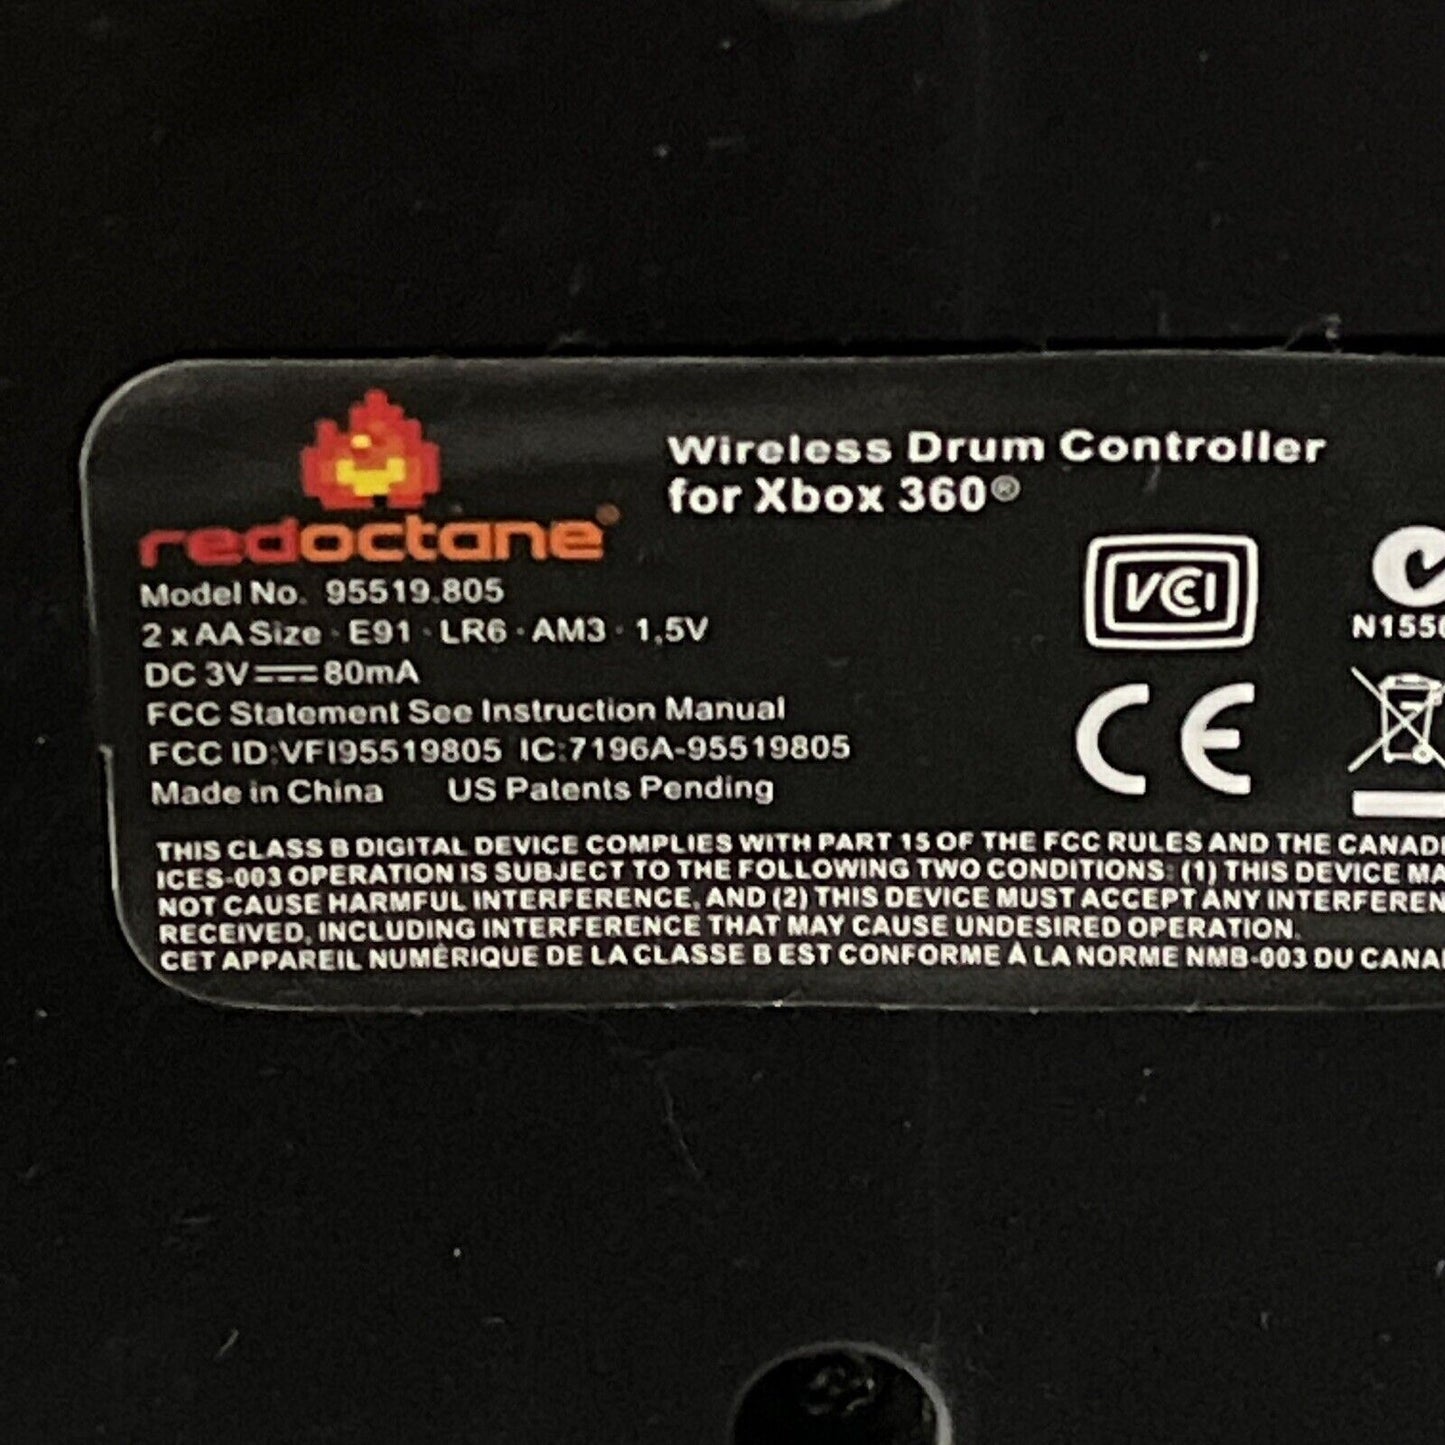 redoctane®
Wireless Drum Controller
for Xbox 360®
Model No. 95519.805
2 x AA Size · E91 · LR6 · AM3 · 1.5V
DC 3V⎓80mA
FCC Statement See Instruction Manual
FCC ID:VFI95519805 IC:7196A-95519805
Made in China US Patents Pending
VCCI
CE
THIS CLASS B DIGITAL DEVICE COMPLIES WITH PART 15 OF THE FCC RULES AND THE
ICES-003 OPERATION IS SUBJECT TO THE FOLLOWING TWO CONDITIONS: (1) THIS DEVICE
NOT CAUSE HARMFUL INTERFERENCE, AND (2) THIS DEVICE MUST ACCEPT ANY
RECEIVED, INCLUDING INTERFERENCE THAT MAY CAUSE UNDESIRED OPERATION.
CET APPAREIL NUMÉRIQUE DE LA CLASSE B EST CONFORME À LA NORME NMB-003 DU